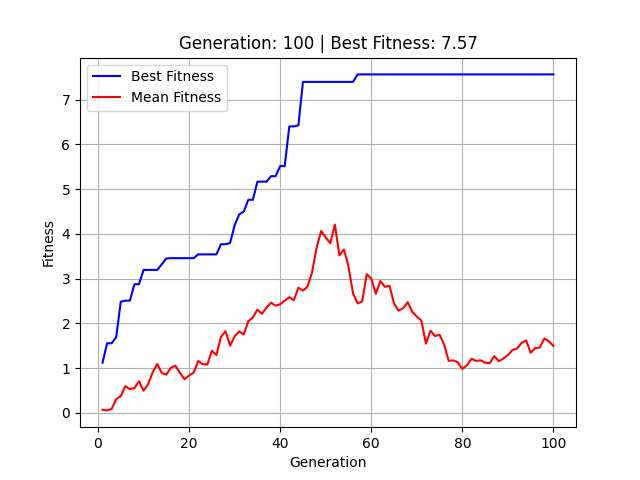 Generation: 100 | Best Fitness: 7.57
Best Fitness
Mean Fitness
7
6
5
4
3
2
1
0
Fitness
0 20 40 60 80 100
Generation